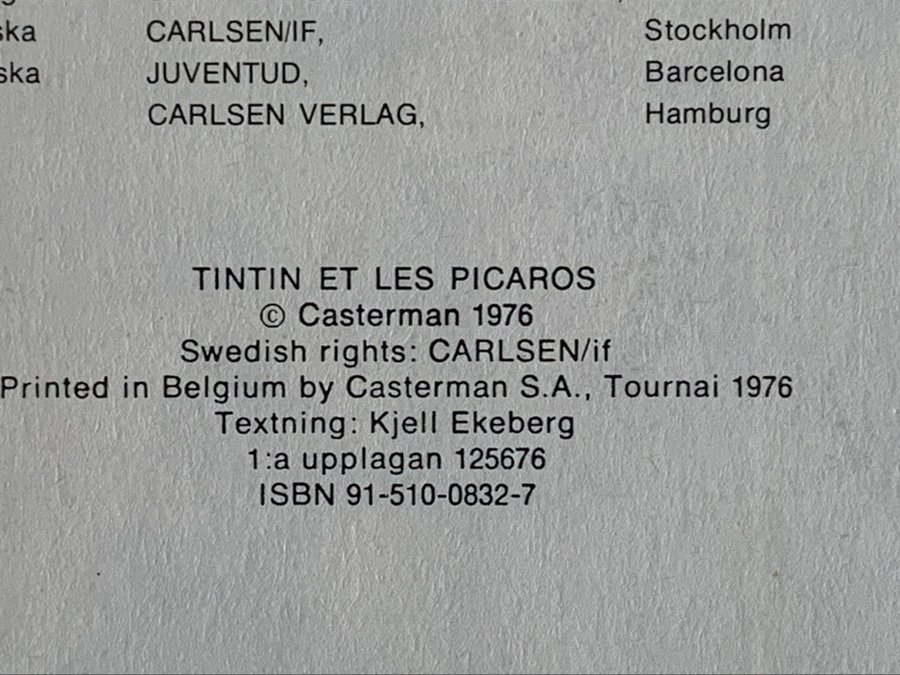 ska CARLSEN/IF, Stockholm
ska JUVENTUD, Barcelona
CARLSEN VERLAG, Hamburg
TINTIN ET LES PICAROS
© Casterman 1976
Swedish rights: CARLSEN/if
Printed in Belgium by Casterman S.A., Tournai 1976
Textning: Kjell Ekeberg
1:a upplagan 125676
ISBN 91-510-0832-7